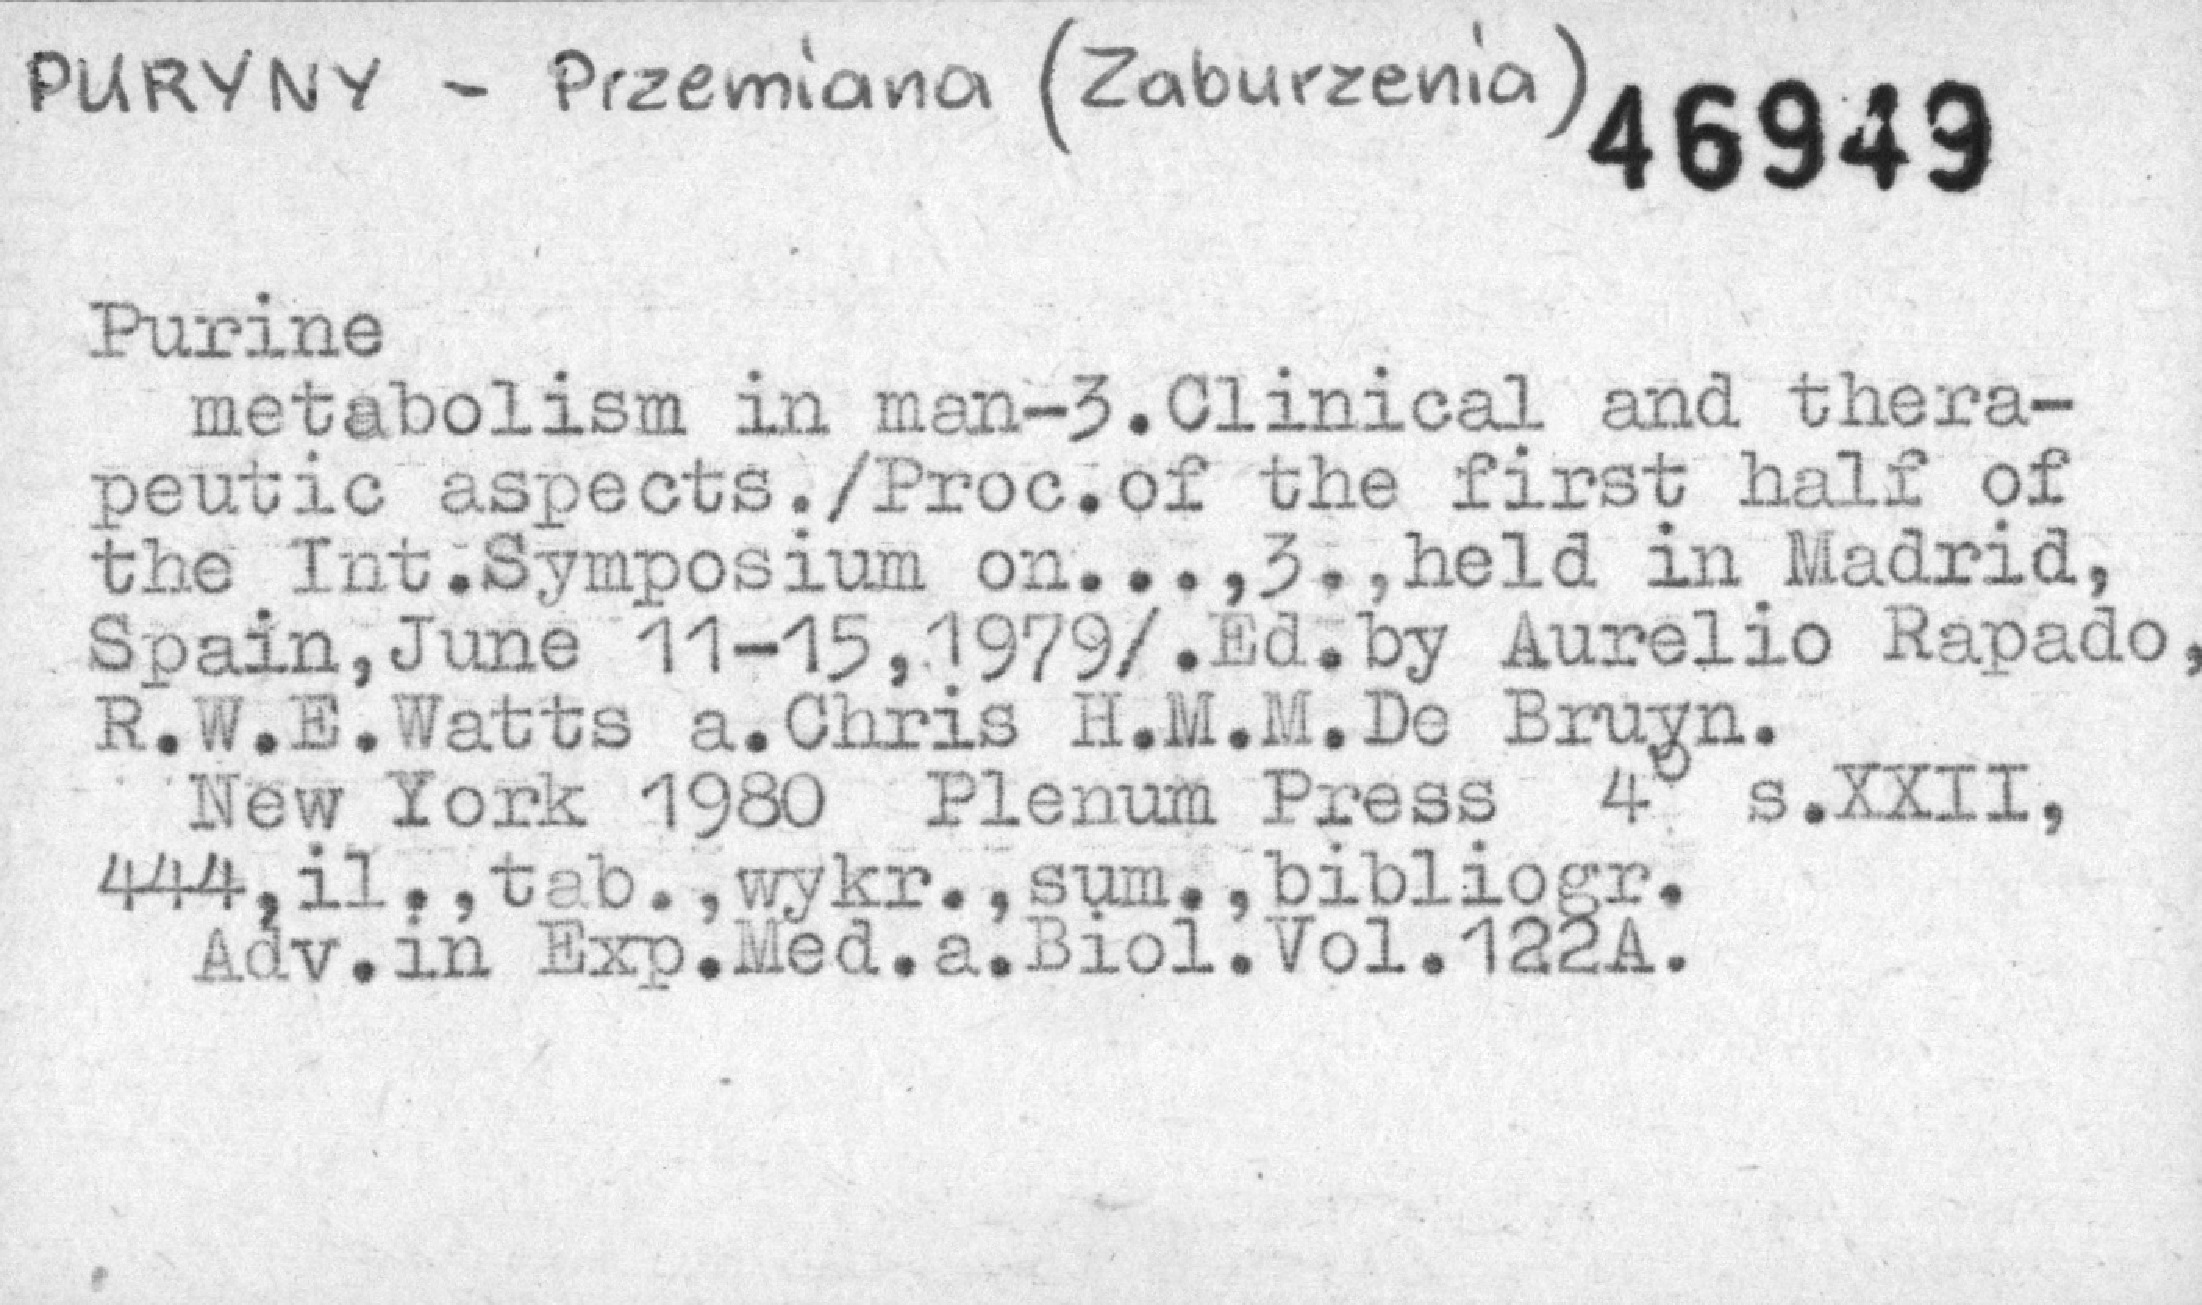 PURYNY - Przemiana (Zaburzenia) 46949
Purine
metabolism in man-3.Clinical and thera-
peutic aspects./Proc.of the first half of
the Int.Symposium on...,3.,held in Madrid,
Spain,June 11-15,1979/.Ed.by Aurelio Rapado,
R.W.E.Watts a.Chris H.M.M.De Bruyn.
New York 1980 Plenum Press 4° s.XXII,
444,il.,tab.,wykr.,sum.,bibliogr.
Adv.in Exp.Med.a.Biol.Vol.122A.